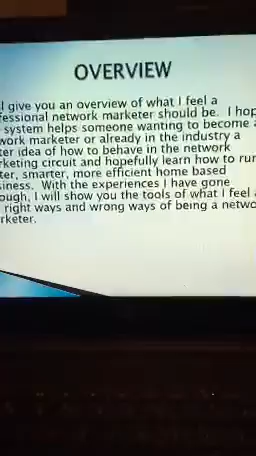 OVERVIEW
I give you an overview of what I feel a
fessional network marketer should be. I hop
system helps someone wanting to become a
work marketer or already in the industry a
ter idea of how to behave in the network
rketing circuit and hopefully learn how to run
ter, smarter, more efficient home based
siness. With the experiences I have gone
ough, I will show you the tools of what I feel a
right ways and wrong ways of being a netwo
rketer.